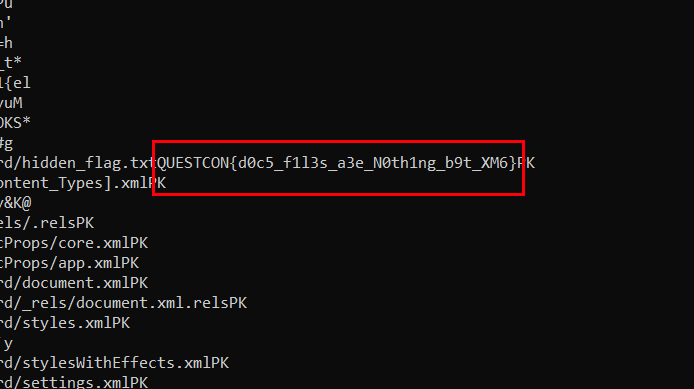 h'
=h
_t*
l{el
yuM
OKS*
#g
rd/hidden_flag.txtQUESTCON{d0c5_f1l3s_a3e_N0th1ng_b9t_XM6}PK
ontent_Types].xmlPK
y&K@
els/.relsPK
cProps/core.xmlPK
cProps/app.xmlPK
rd/document.xmlPK
rd/_rels/document.xml.relsPK
rd/styles.xmlPK
'y
rd/stylesWithEffects.xmlPK
rd/settings.xmlPK